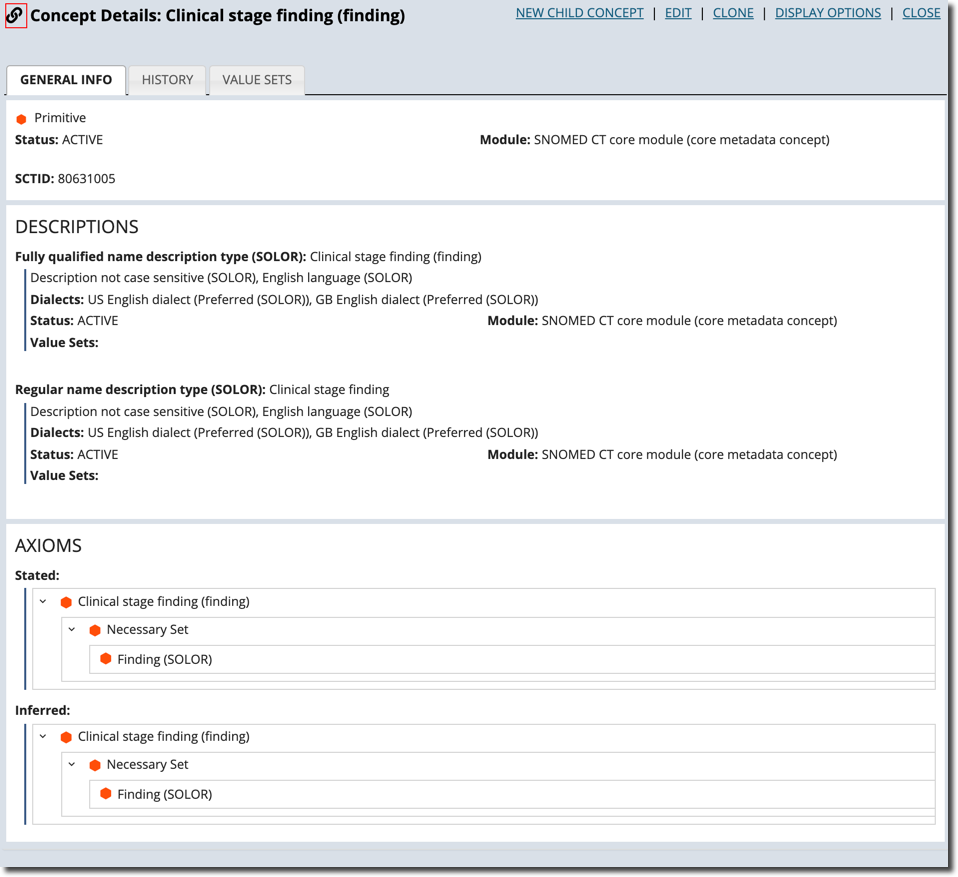 Concept Details: Clinical stage finding (finding)
NEW CHILD CONCEPT | EDIT | CLONE | DISPLAY OPTIONS | CLOSE
GENERAL INFO HISTORY VALUE SETS
Primitive
Status: ACTIVE Module: SNOMED CT core module (core metadata concept)
SCTID: 80631005
DESCRIPTIONS
Fully qualified name description type (SOLOR): Clinical stage finding (finding)
Description not case sensitive (SOLOR), English language (SOLOR)
Dialects: US English dialect (Preferred (SOLOR)), GB English dialect (Preferred (SOLOR))
Status: ACTIVE Module: SNOMED CT core module (core metadata concept)
Value Sets:
Regular name description type (SOLOR): Clinical stage finding
Description not case sensitive (SOLOR), English language (SOLOR)
Dialects: US English dialect (Preferred (SOLOR)), GB English dialect (Preferred (SOLOR))
Status: ACTIVE Module: SNOMED CT core module (core metadata concept)
Value Sets:
AXIOMS
Stated:
Clinical stage finding (finding)
Necessary Set
Finding (SOLOR)
Inferred:
Clinical stage finding (finding)
Necessary Set
Finding (SOLOR)